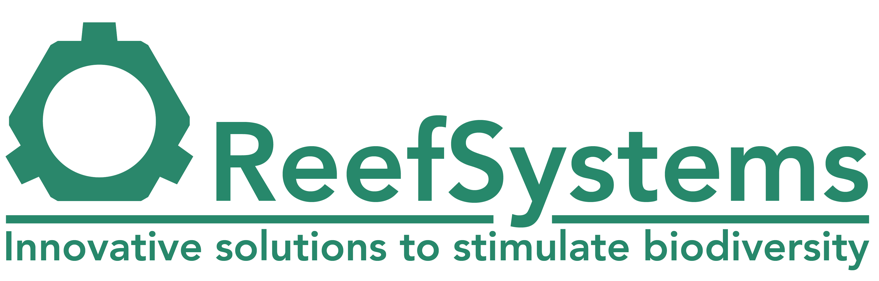 ReefSystems
Innovative solutions to stimulate biodiversity